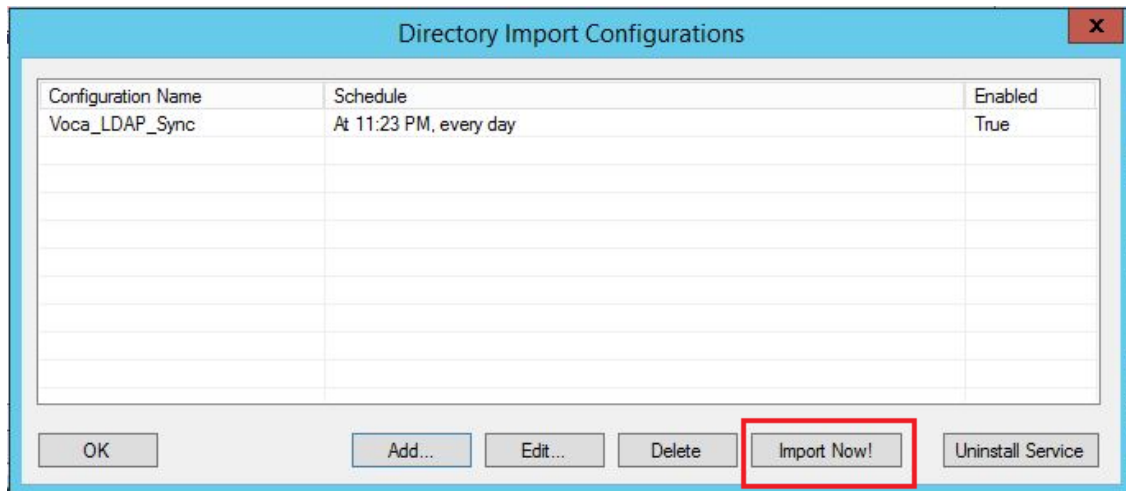 Directory Import Configurations
x
Configuration Name Schedule Enabled
Voca_LDAP_Sync At 11:23 PM, every day True
OK Add... Edit... Delete Import Now! Uninstall Service